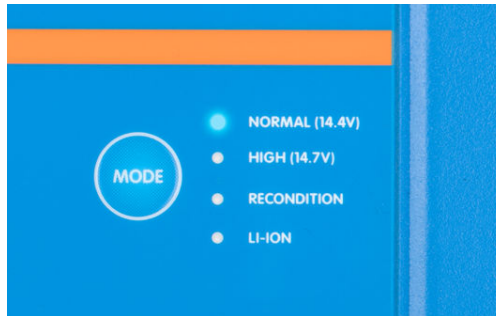 MODE
NORMAL (14.4V)
HIGH (14.7V)
RECONDITION
LI-ION